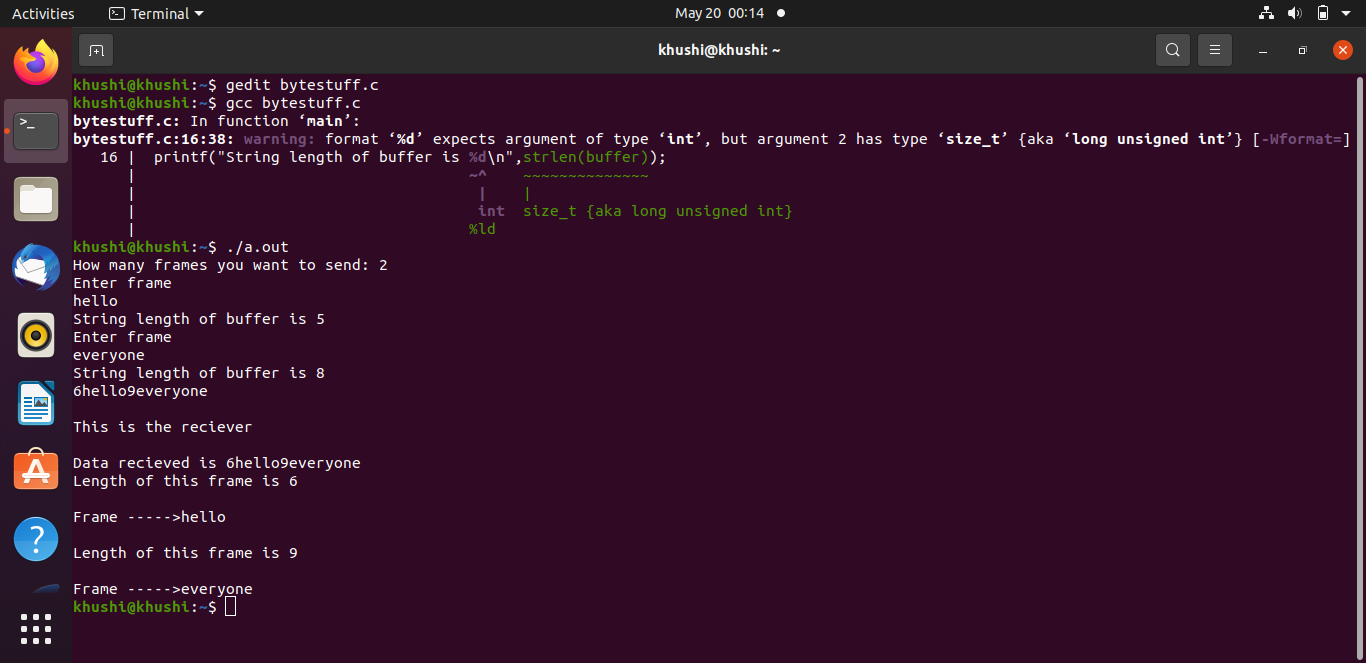 Activities Terminal May 20 00:14
khushi@khushi: ~
khushi@khushi:~$ gedit bytestuff.c
khushi@khushi:~$ gcc bytestuff.c
bytestuff.c: In function ‘main’:
bytestuff.c:16:38: warning: format ‘%d’ expects argument of type ‘int’, but argument 2 has type ‘size_t’ {aka ‘long unsigned int’} [-Wformat=]
   16 |  printf("String length of buffer is %d\n",strlen(buffer));
      |                                     ~^    ~~~~~~~~~~~~~~
      |                                      |    |
      |                                      int  size_t {aka long unsigned int}
      |                                     %ld
khushi@khushi:~$ ./a.out
How many frames you want to send: 2
Enter frame
hello
String length of buffer is 5
Enter frame
everyone
String length of buffer is 8
6hello9everyone
This is the reciever
Data recieved is 6hello9everyone
Length of this frame is 6
Frame ----->hello
Length of this frame is 9
Frame ----->everyone
khushi@khushi:~$